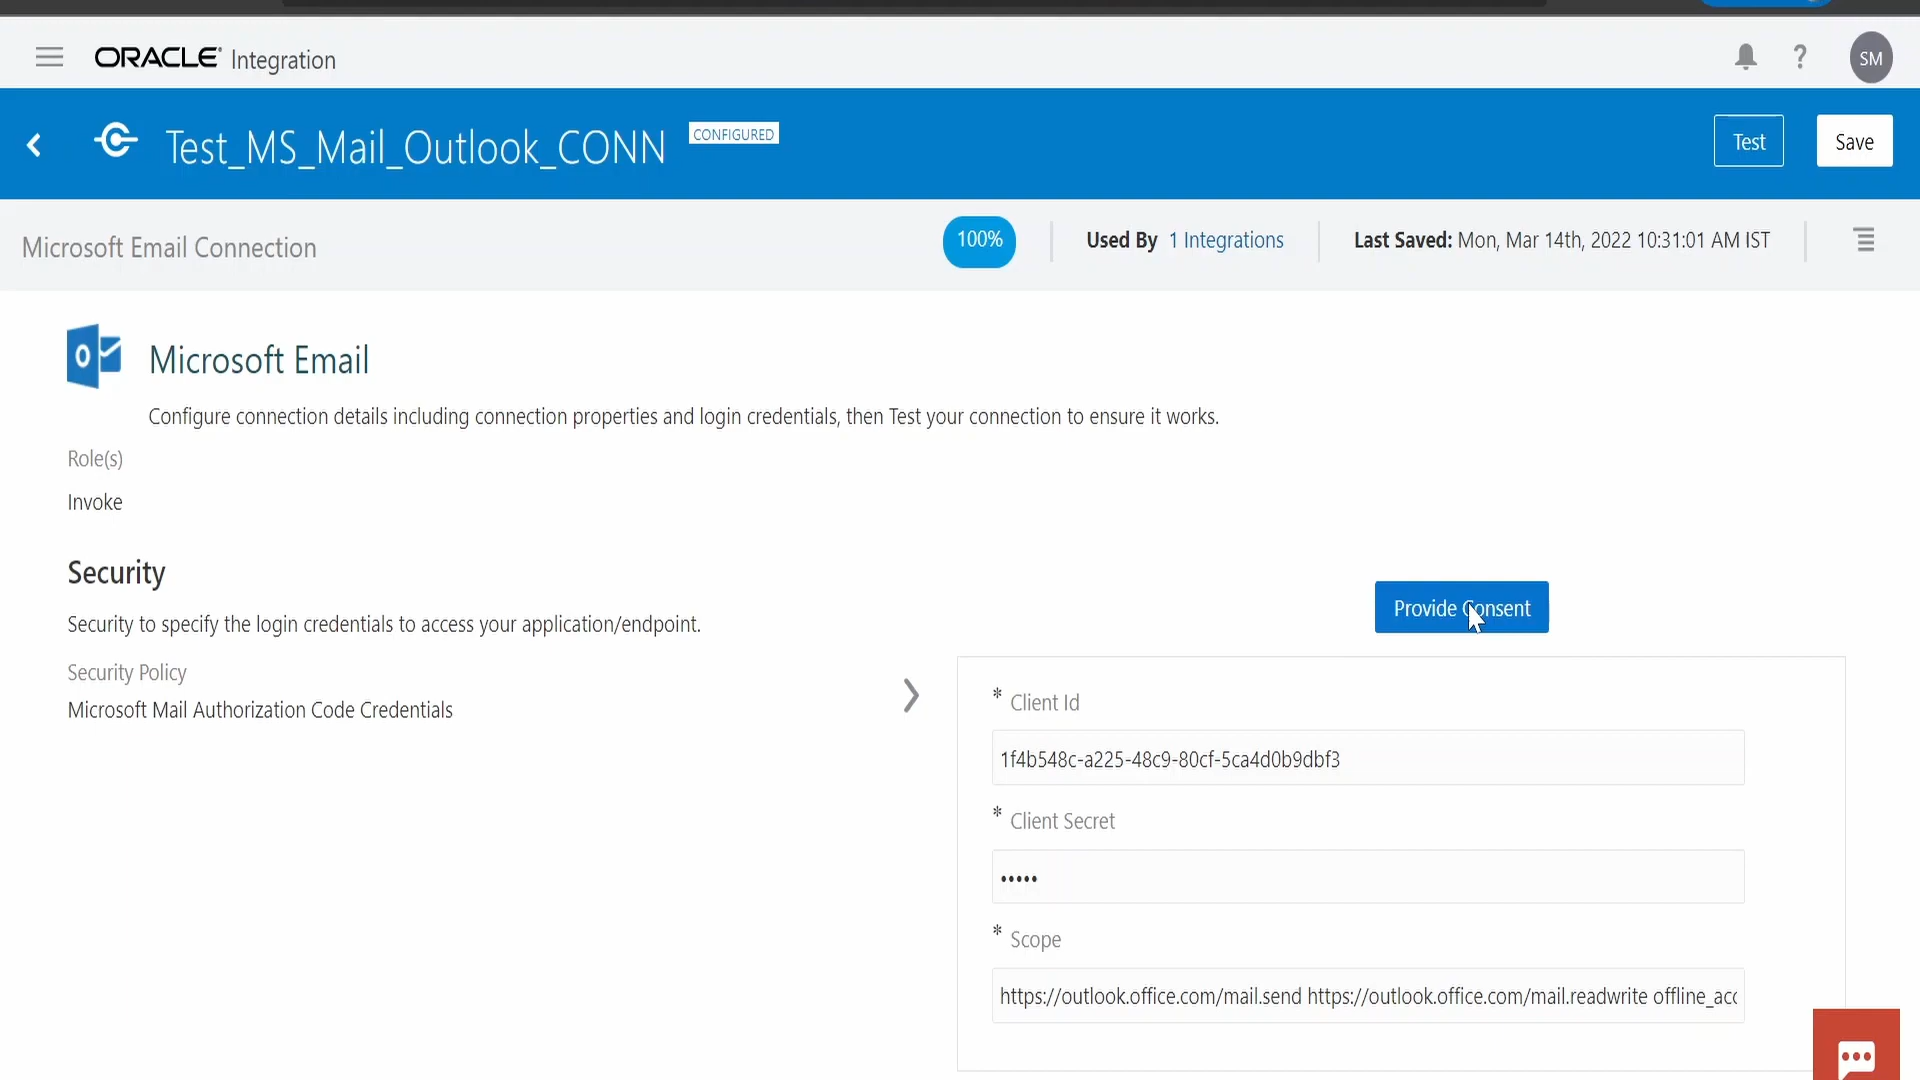 ORACLE Integration
SM
Test_MS_Mail_Outlook_CONN
CONFIGURED
Test
Save
Microsoft Email Connection
100%
Used By 1 Integrations
Last Saved: Mon, Mar 14th, 2022 10:31:01 AM IST
Microsoft Email
Configure connection details including connection properties and login credentials, then Test your connection to ensure it works.
Role(s)
Invoke
Security
Provide Consent
Security to specify the login credentials to access your application/endpoint.
Security Policy
Microsoft Mail Authorization Code Credentials
* Client Id
1f4b548c-a225-48c9-80cf-5ca4d0b9dbf3
* Client Secret
•••••
* Scope
https://outlook.office.com/mail.send https://outlook.office.com/mail.readwrite offline_acc